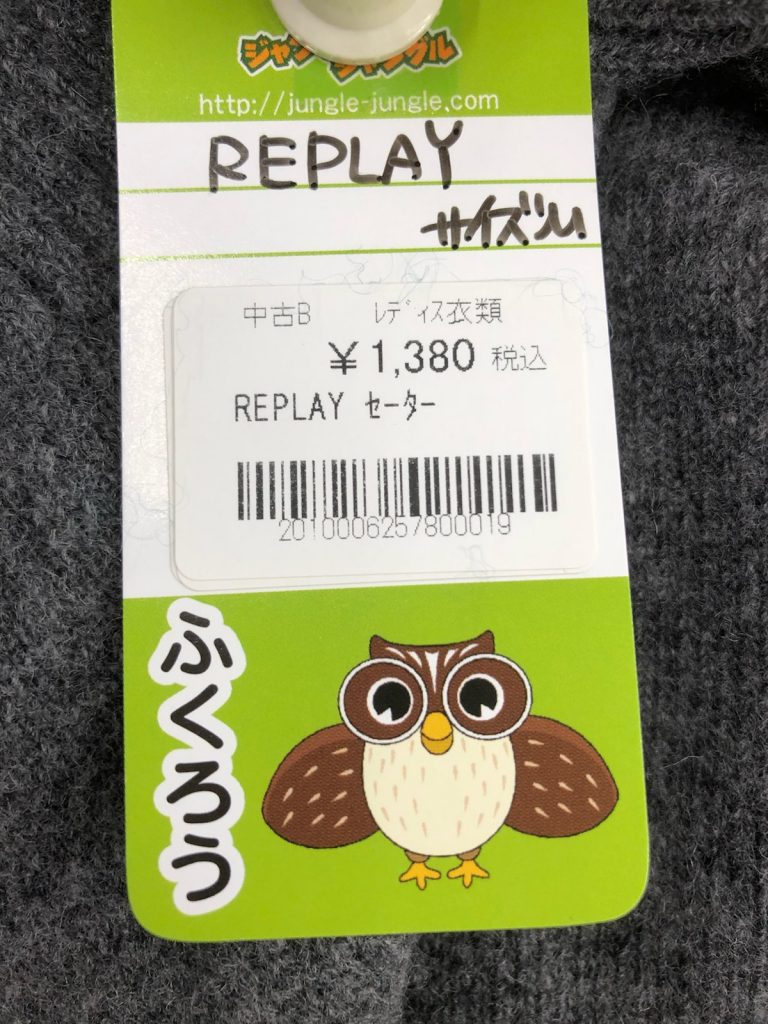 http://jungle-jungle.com
REPLAY
サイズM
中古B ﾚﾃﾞｨｽ衣類
￥1,380 税込
REPLAY ｾｰﾀｰ
2010006257800019
ふくろう